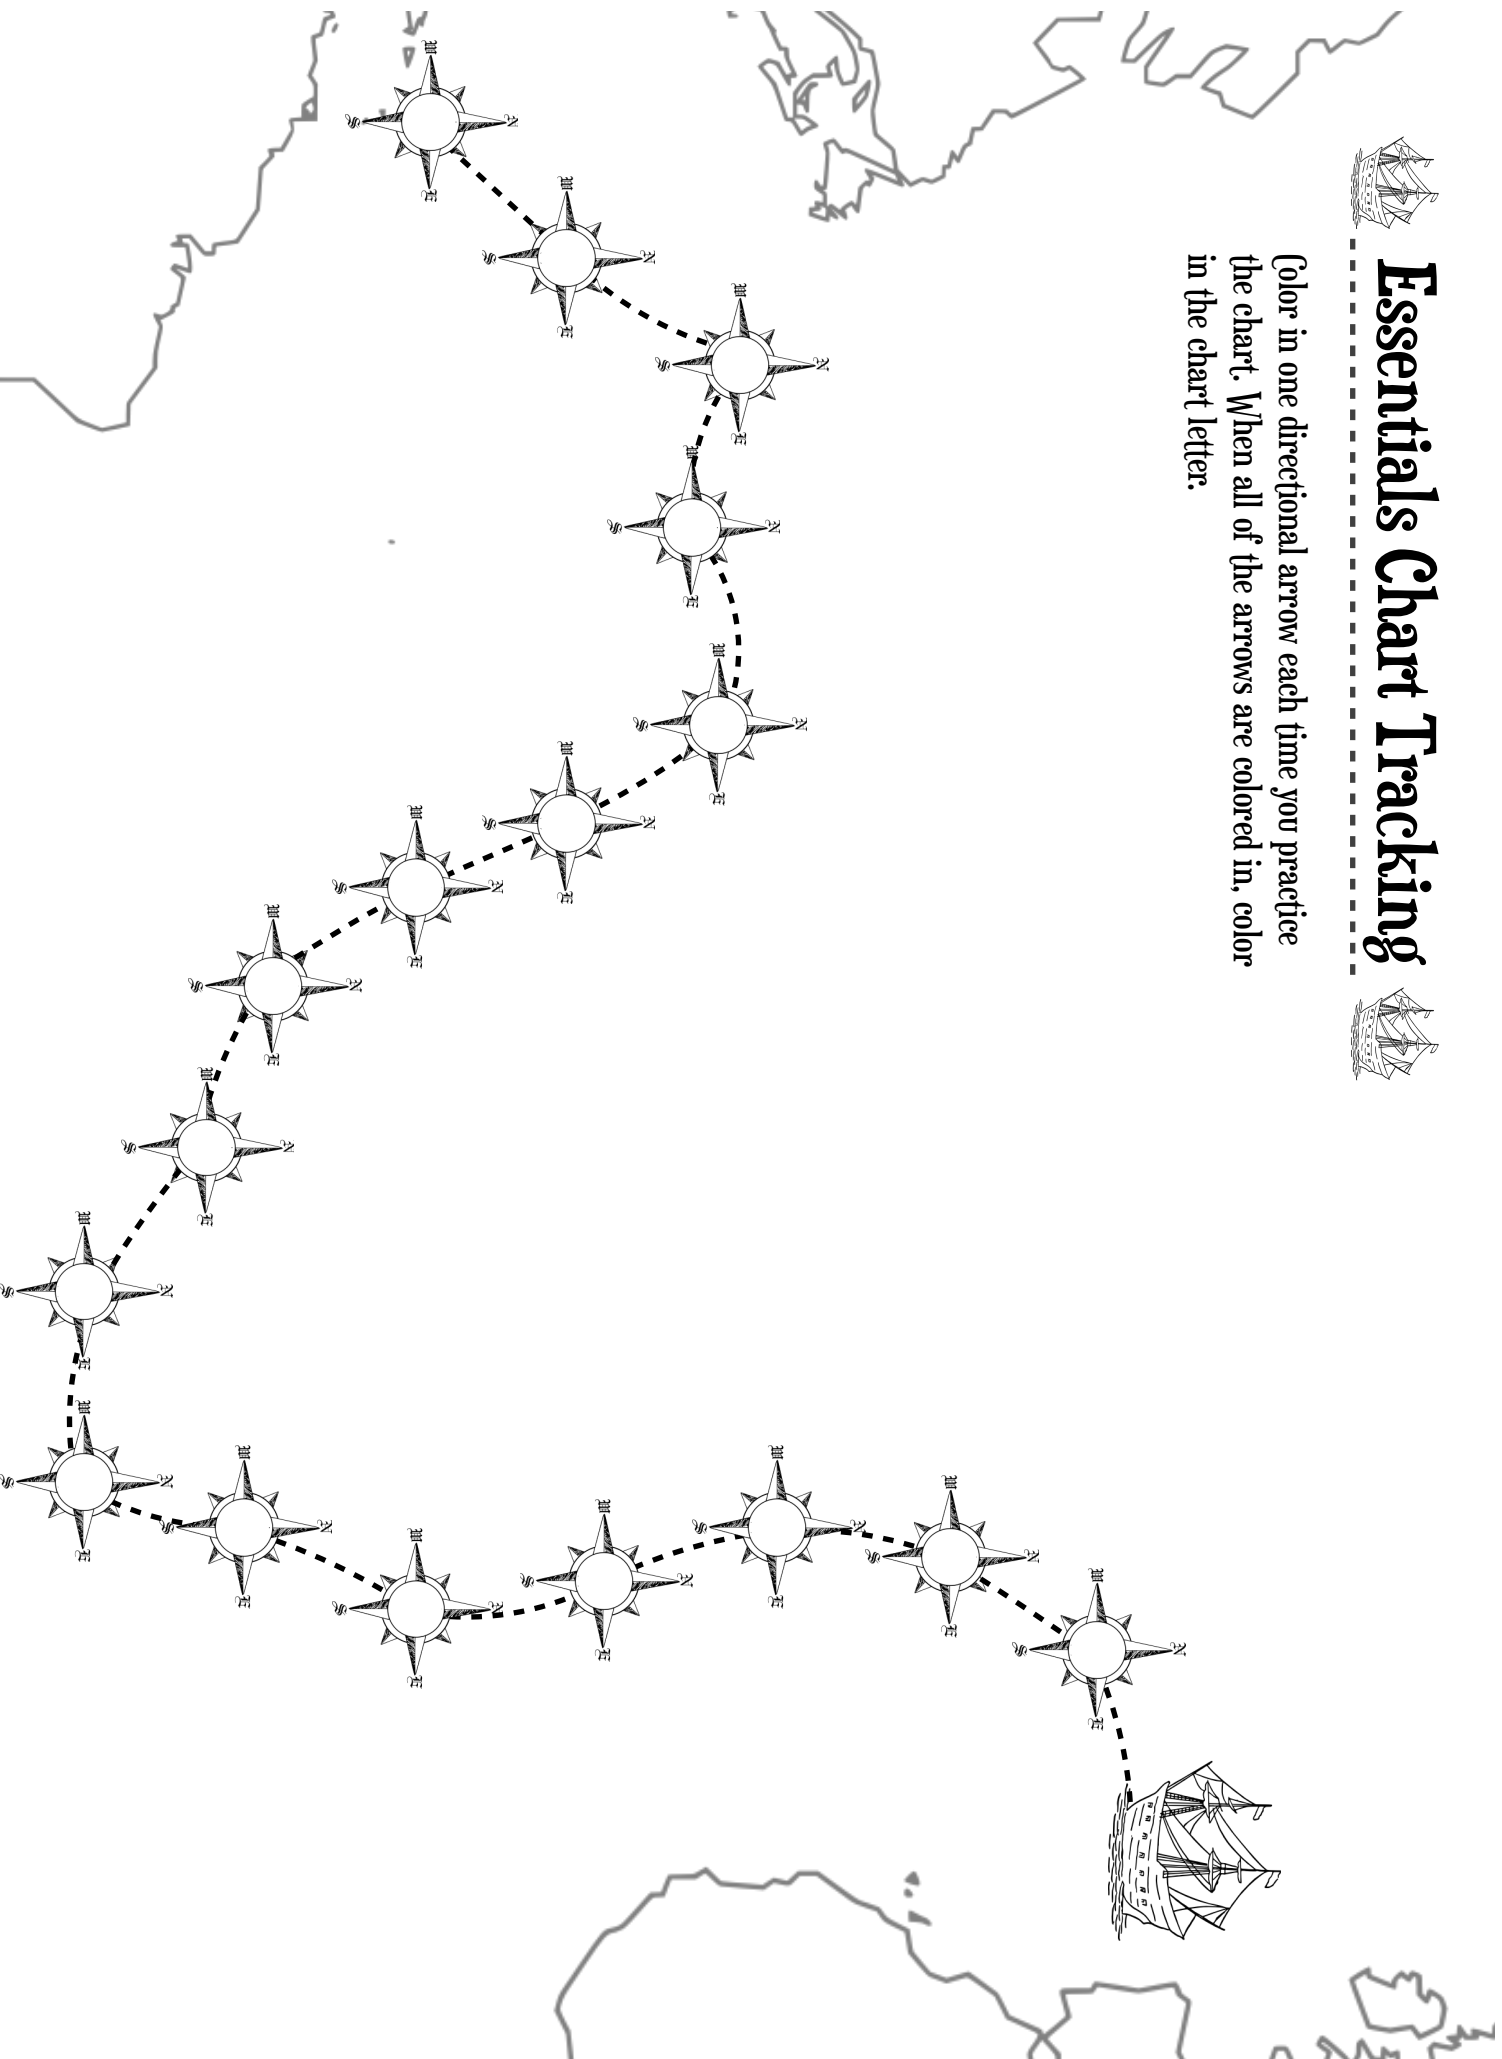 Essentials Chart Tracking
Color in one directional arrow each time you practice
the chart. When all of the arrows are colored in, color
in the chart letter.
N
W E
S
N
W E
S
N
W E
S
N
W E
S
N
W E
S
N
W E
S
N
W E
S
N
W E
S
N
W E
S
N
W E
S
N
W E
S
N
W E
S
N
W E
S
N
W E
S
N
W E
S
N
W E
S
N
W E
S